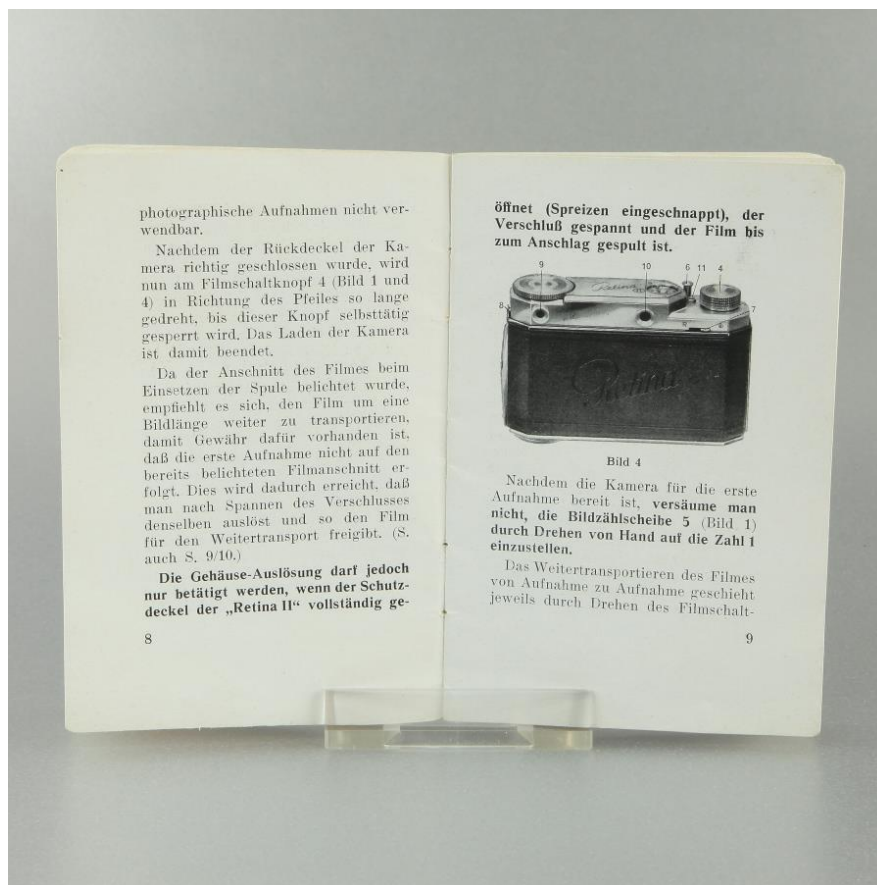 photographische Aufnahmen nicht ver-
wendbar.
Nachdem der Rückdeckel der Ka-
mera richtig geschlossen wurde, wird
nun am Filmschaltknopf 4 (Bild 1 und
4) in Richtung des Pfeiles so lange
gedreht, bis dieser Knopf selbsttätig
gesperrt wird. Das Laden der Kamera
ist damit beendet.
Da der Anschnitt des Filmes beim
Einsetzen der Spule belichtet wurde,
empfiehlt es sich, den Film um eine
Bildlänge weiter zu transportieren,
damit Gewähr dafür vorhanden ist,
daß die erste Aufnahme nicht auf den
bereits belichteten Filmanschnitt er-
folgt. Dies wird dadurch erreicht, daß
man nach Spannen des Verschlusses
denselben auslöst und so den Film
für den Weitertransport freigibt. (S.
auch S. 9/10.)
Die Gehäuse-Auslösung darf jedoch
nur betätigt werden, wenn der Schutz-
deckel der „Retina II“ vollständig ge-
8
öffnet (Spreizen eingeschnappt), der
Verschluß gespannt und der Film bis
zum Anschlag gespult ist.
9 10 6 11 4
8 7
Retina
Retina
Bild 4
Nachdem die Kamera für die erste
Aufnahme bereit ist, versäume man
nicht, die Bildzählscheibe 5 (Bild 1)
durch Drehen von Hand auf die Zahl 1
einzustellen.
Das Weitertransportieren des Filmes
von Aufnahme zu Aufnahme geschieht
jeweils durch Drehen des Filmschalt-
9